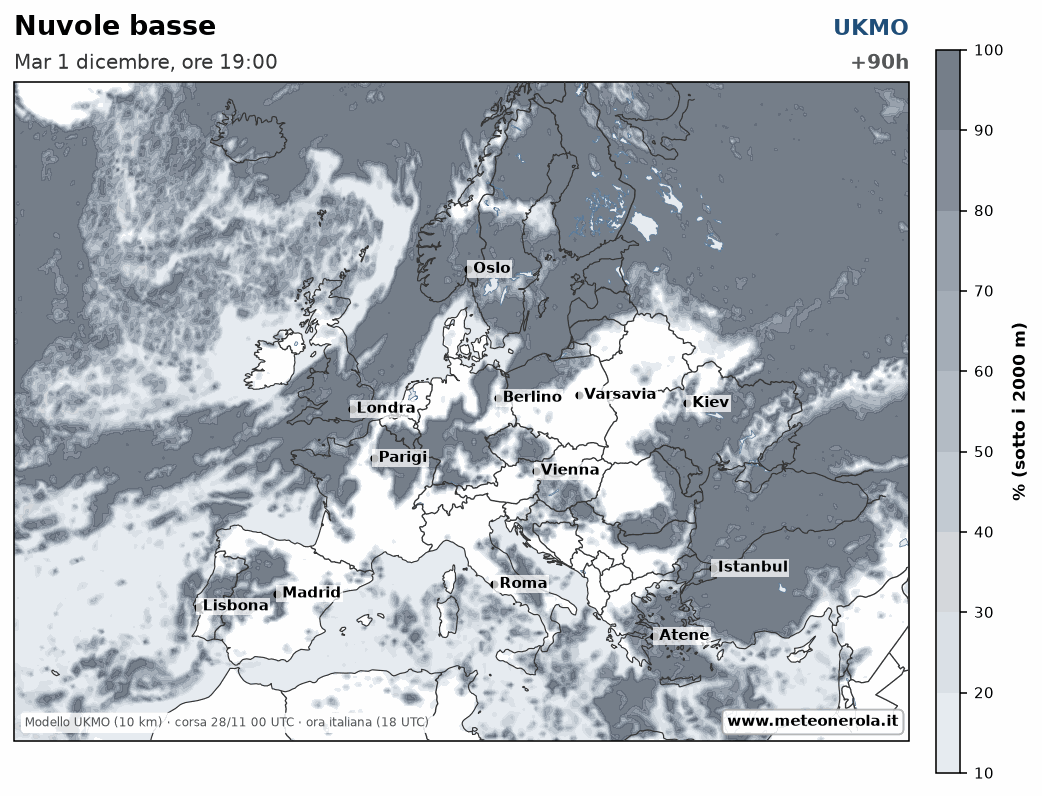 Nuvole basse
UKMO
Mar 1 dicembre, ore 19:00
+90h
100
90
80
70
60
50
40
30
20
10
% (sotto i 2000 m)
Oslo
Londra
Berlino
Varsavia
Kiev
Parigi
Vienna
Istanbul
Roma
Madrid
Lisbona
Atene
Modello UKMO (10 km) · corsa 28/11 00 UTC · ora italiana (18 UTC)
www.meteonerola.it